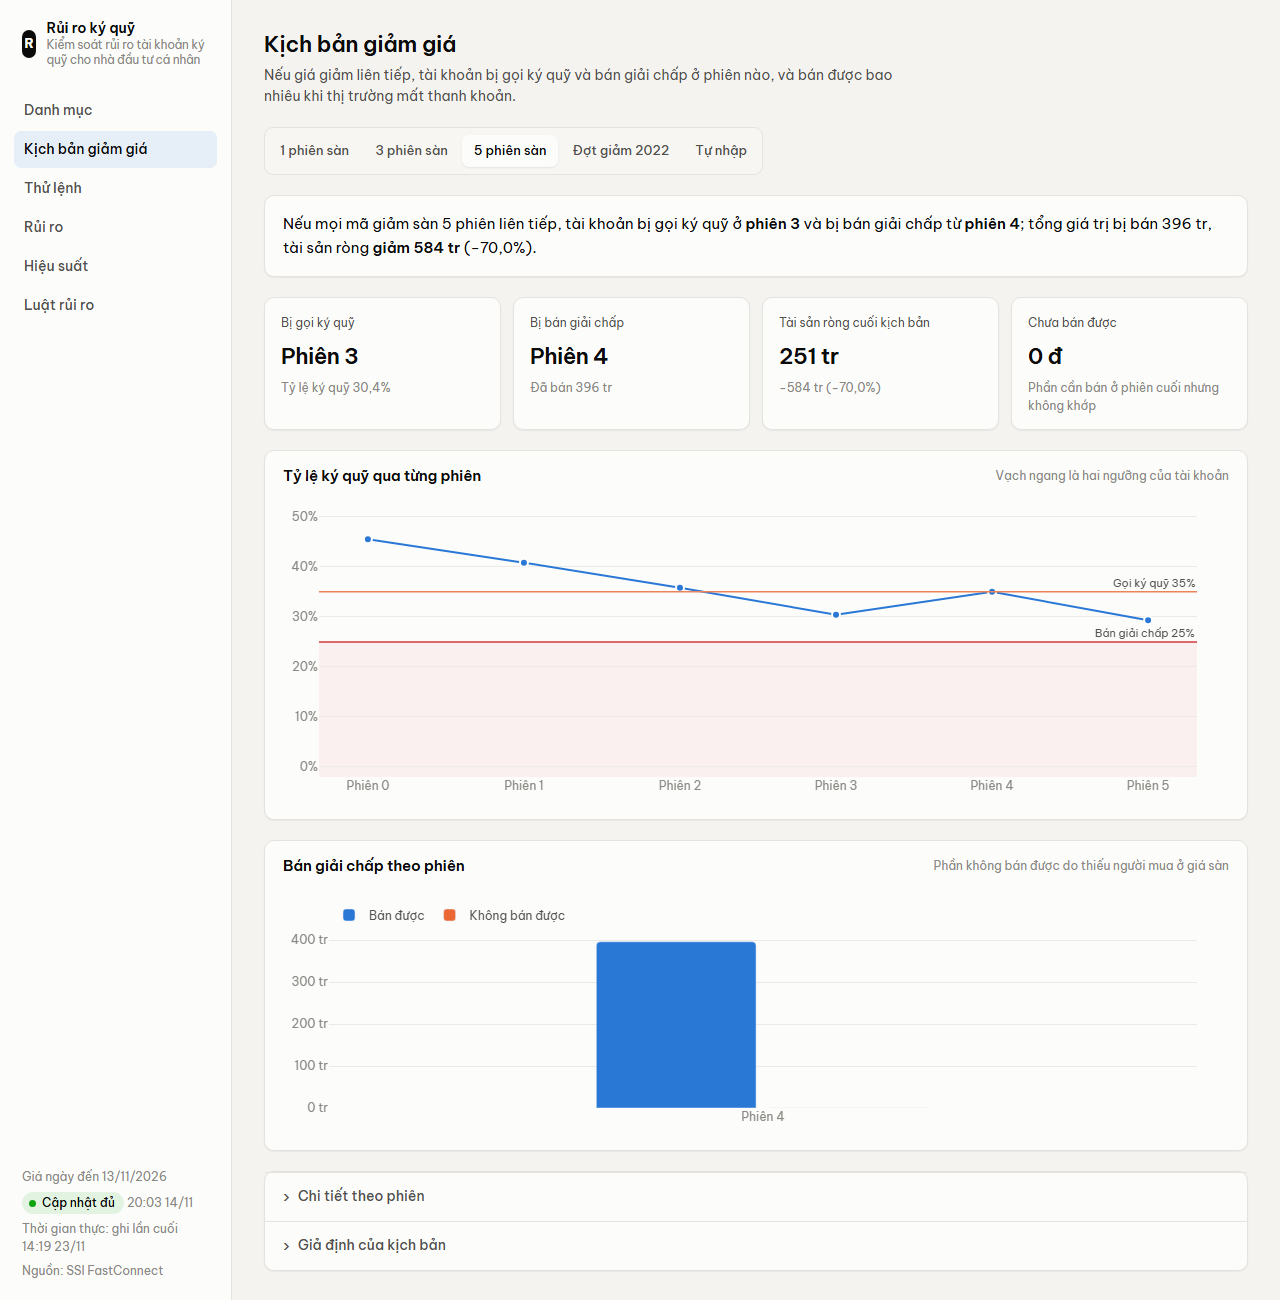 R
Rủi ro ký quỹ
Kiểm soát rủi ro tài khoản ký
quỹ cho nhà đầu tư cá nhân
Danh mục
Kịch bản giảm giá
Thử lệnh
Rủi ro
Hiệu suất
Luật rủi ro
Giá ngày đến 13/11/2026
Cập nhật đủ 20:03 14/11
Thời gian thực: ghi lần cuối
14:19 23/11
Nguồn: SSI FastConnect
Kịch bản giảm giá
Nếu giá giảm liên tiếp, tài khoản bị gọi ký quỹ và bán giải chấp ở phiên nào, và bán được bao
nhiêu khi thị trường mất thanh khoản.
1 phiên sàn 3 phiên sàn 5 phiên sàn Đợt giảm 2022 Tự nhập
Nếu mọi mã giảm sàn 5 phiên liên tiếp, tài khoản bị gọi ký quỹ ở phiên 3 và bị bán giải chấp từ phiên 4; tổng giá trị bị bán 396 tr,
tài sản ròng giảm 584 tr (−70,0%).
Bị gọi ký quỹ
Phiên 3
Tỷ lệ ký quỹ 30,4%
Bị bán giải chấp
Phiên 4
Đã bán 396 tr
Tài sản ròng cuối kịch bản
251 tr
−584 tr (−70,0%)
Chưa bán được
0 đ
Phần cần bán ở phiên cuối nhưng
không khớp
Tỷ lệ ký quỹ qua từng phiên
Vạch ngang là hai ngưỡng của tài khoản
50%
40%
Gọi ký quỹ 35%
30%
Bán giải chấp 25%
20%
10%
0%
Phiên 0 Phiên 1 Phiên 2 Phiên 3 Phiên 4 Phiên 5
Bán giải chấp theo phiên
Phần không bán được do thiếu người mua ở giá sàn
Bán được Không bán được
400 tr
300 tr
200 tr
100 tr
0 tr
Phiên 4
› Chi tiết theo phiên
› Giả định của kịch bản